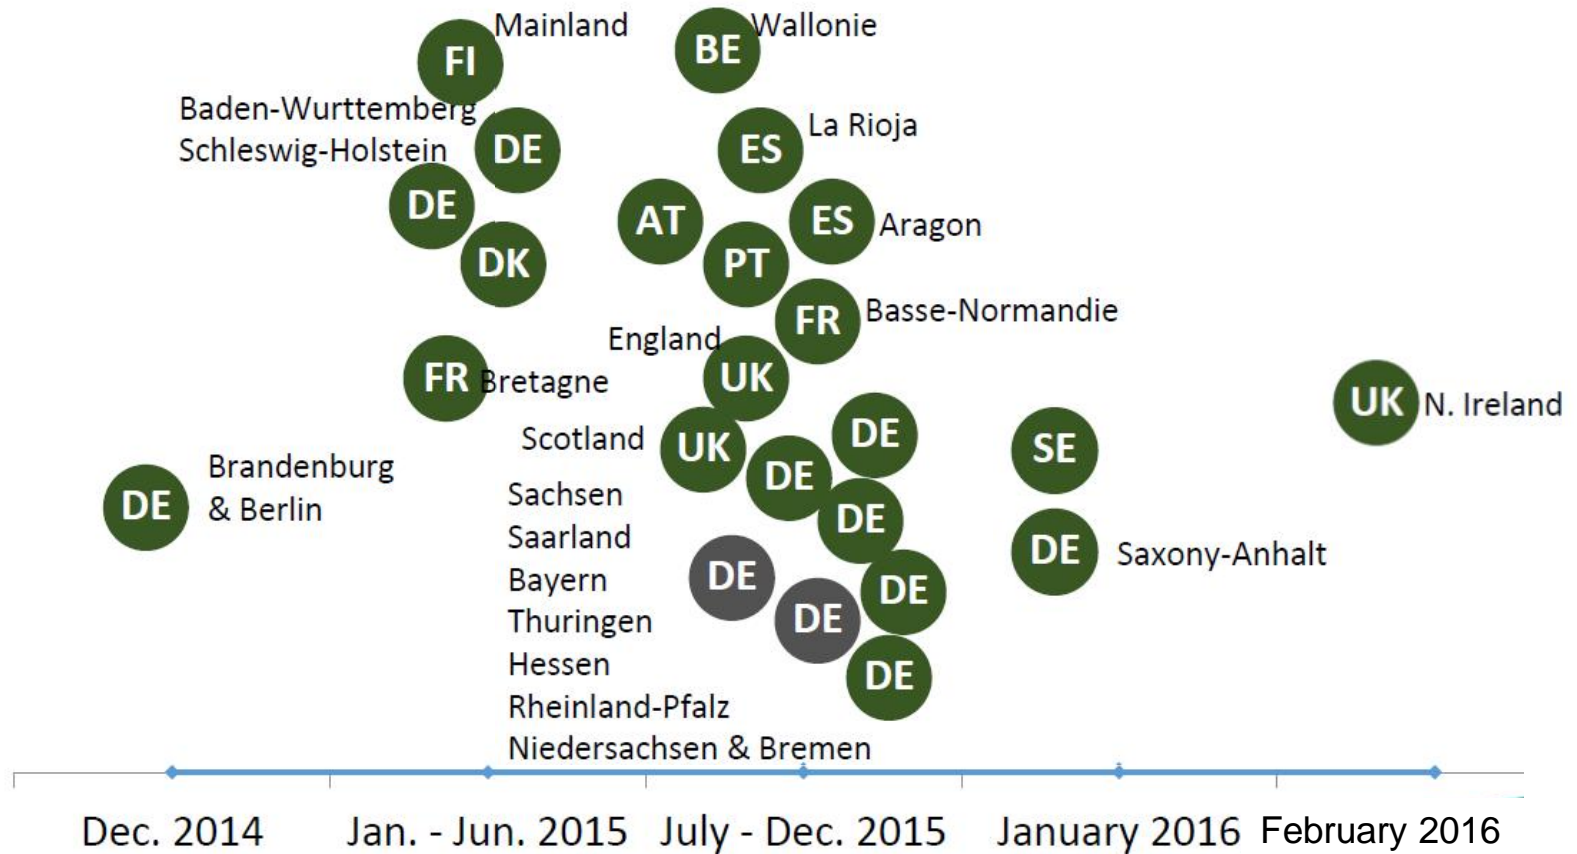 FI
Mainland
BE
Wallonie
Baden-Wurttemberg
Schleswig-Holstein
DE
ES
La Rioja
DE
DK
AT
PT
ES
Aragon
FR
Basse-Normandie
England
UK
FR
Bretagne
UK
N. Ireland
Scotland
UK
DE
DE
SE
Brandenburg
& Berlin
DE
Sachsen
Saarland
Bayern
Thuringen
Hessen
Rheinland-Pfalz
Niedersachsen & Bremen
DE
DE
DE
DE
DE
DE
Saxony-Anhalt
Dec. 2014
Jan. - Jun. 2015
July - Dec. 2015
January 2016
February 2016